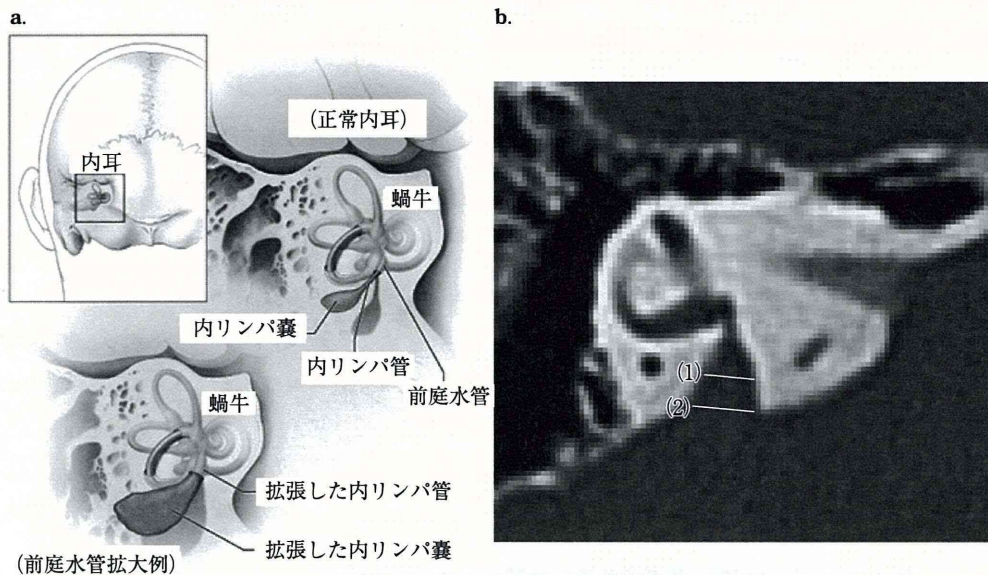 a.
内耳
(正常内耳)
蝸牛
内リンパ嚢
内リンパ管
前庭水管
蝸牛
拡張した内リンパ管
拡張した内リンパ嚢
(前庭水管拡大例)
b.
(1)
(2)